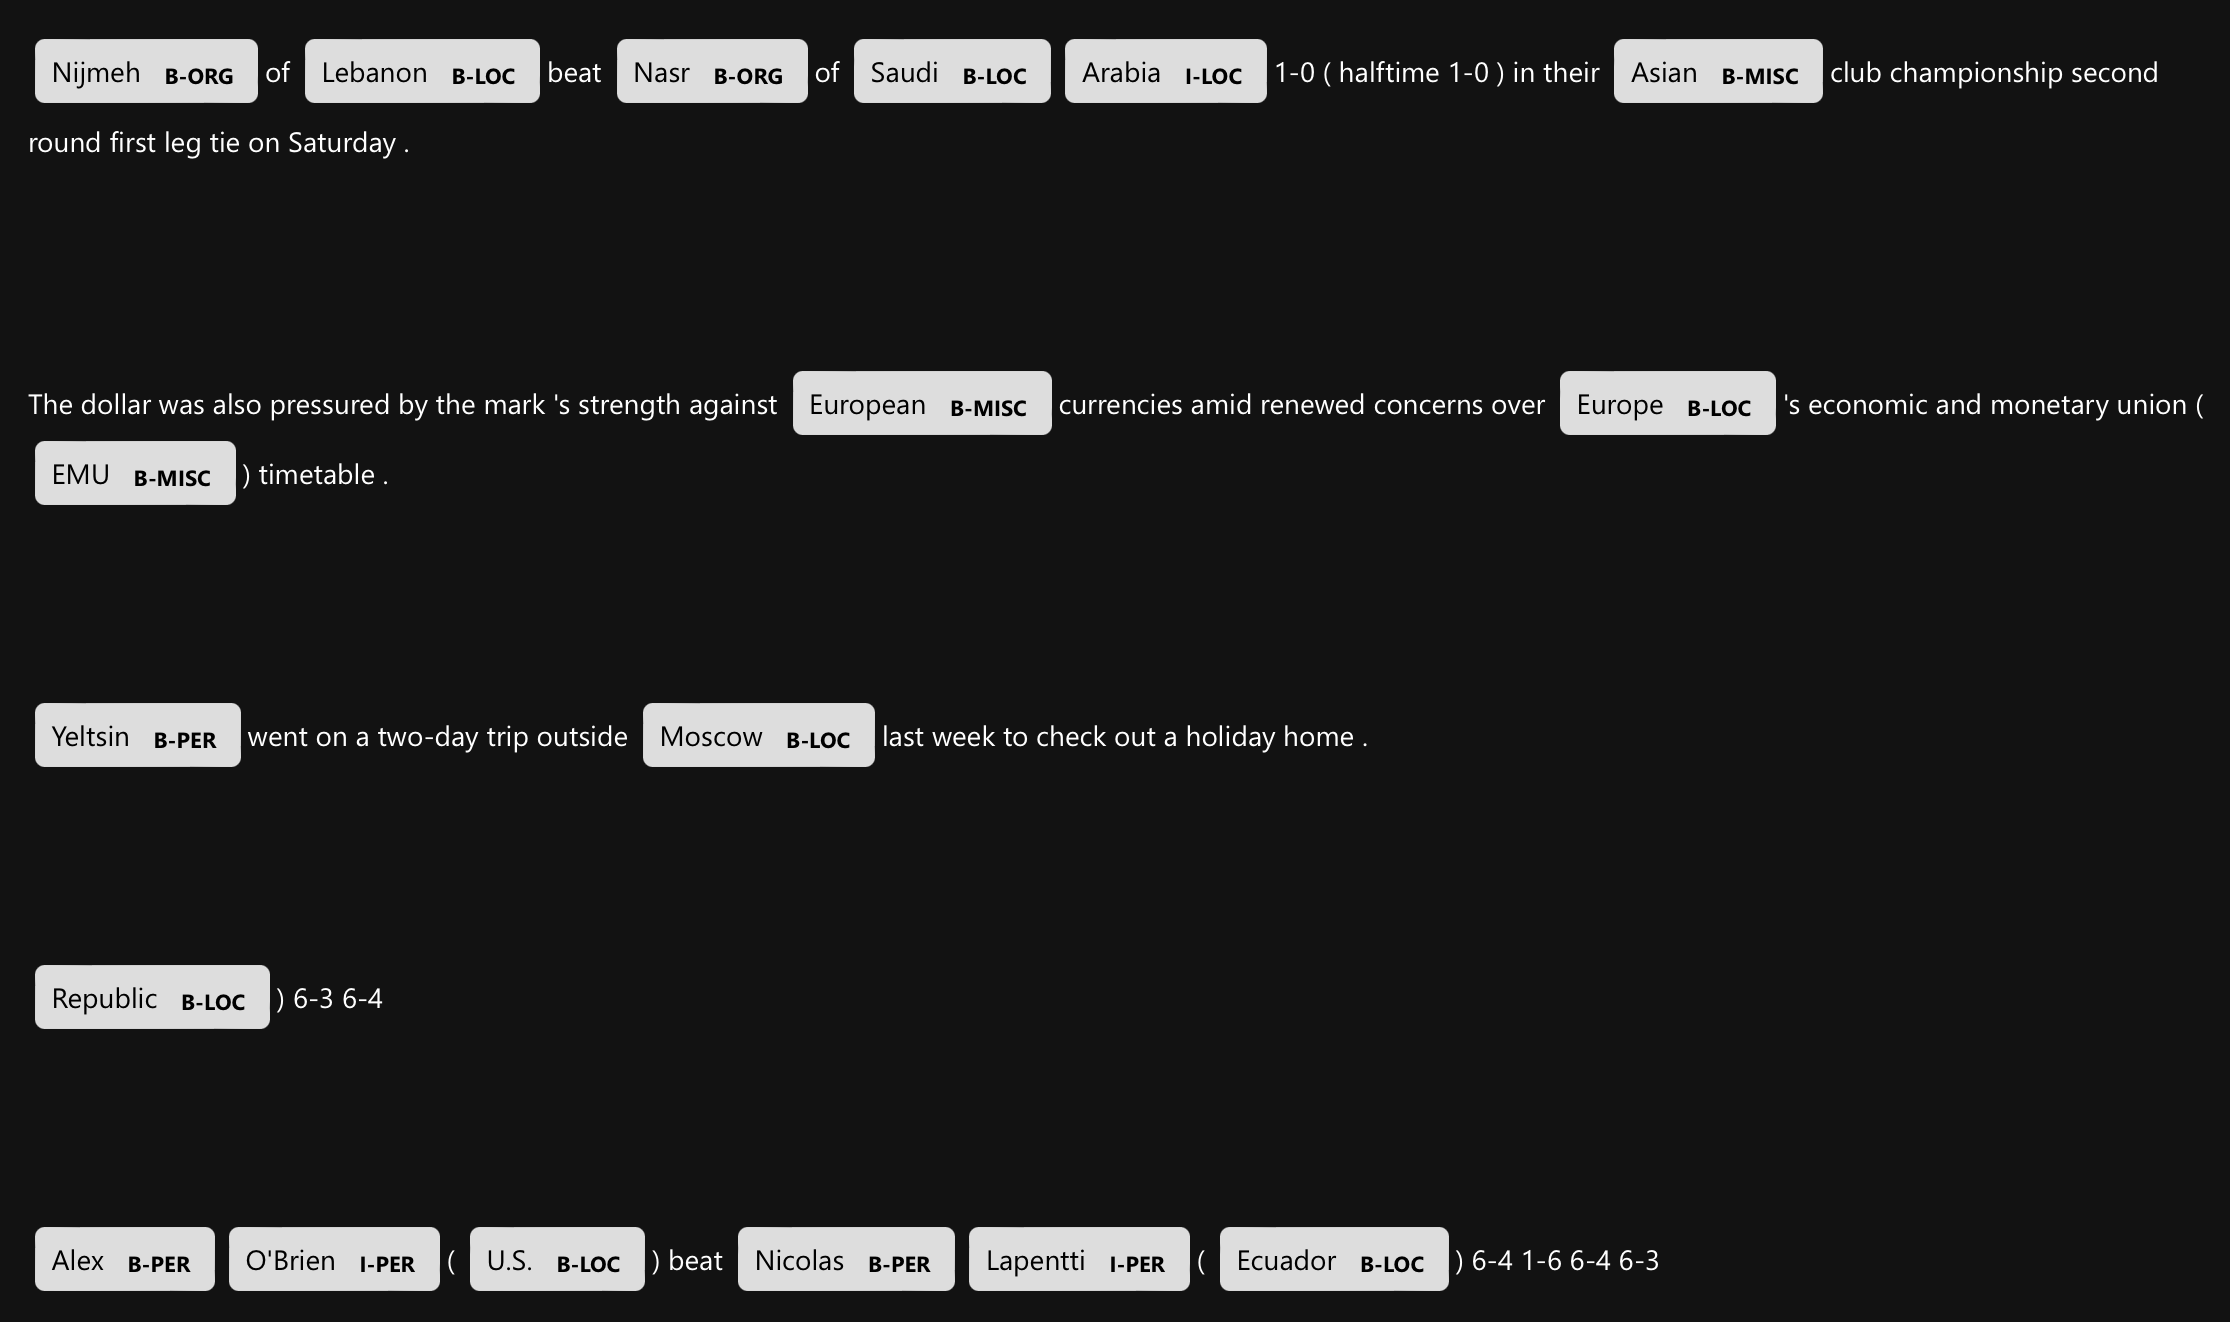 Nijmeh B-ORG of Lebanon B-LOC beat Nasr B-ORG of Saudi B-LOC Arabia I-LOC 1-0 ( halftime 1-0 ) in their Asian B-MISC club championship second
round first leg tie on Saturday .
The dollar was also pressured by the mark 's strength against European B-MISC currencies amid renewed concerns over Europe B-LOC 's economic and monetary union (
EMU B-MISC ) timetable .
Yeltsin B-PER went on a two-day trip outside Moscow B-LOC last week to check out a holiday home .
Republic B-LOC ) 6-3 6-4
Alex B-PER O'Brien I-PER ( U.S. B-LOC ) beat Nicolas B-PER Lapentti I-PER ( Ecuador B-LOC ) 6-4 1-6 6-4 6-3